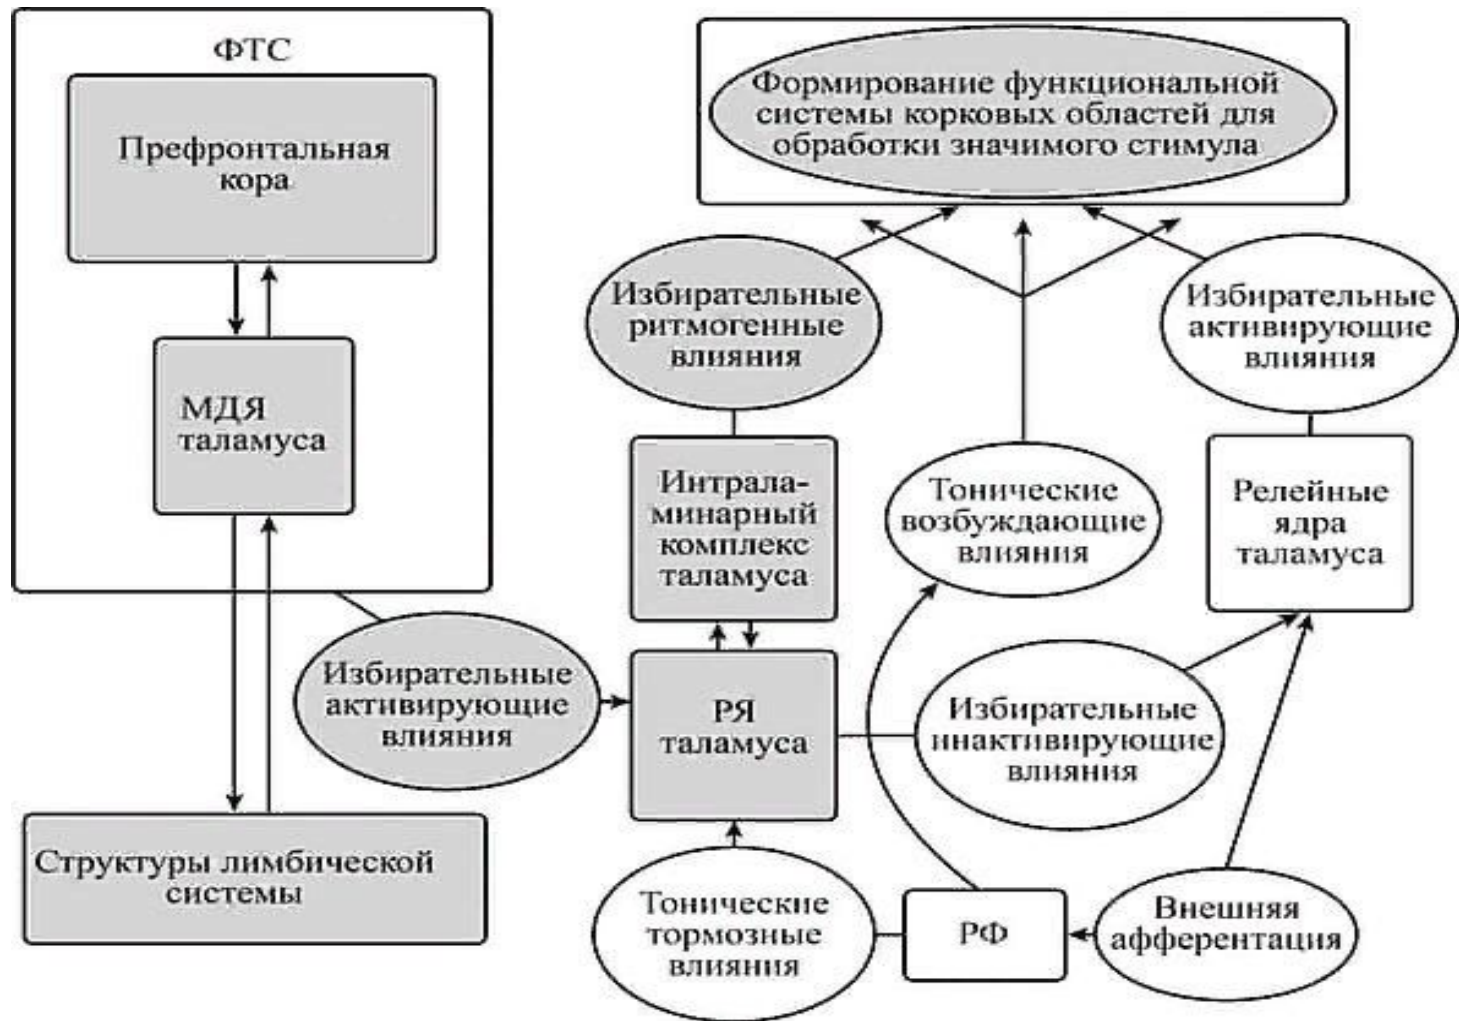 ФТС
Префронтальная
кора
МДЯ
таламуса
Структуры лимбической
системы
Избирательные
активирующие
влияния
Формирование функциональной
системы корковых областей для
обработки значимого стимула
Избирательные
ритмогенные
влияния
Интрала-
минарный
комплекс
таламуса
РЯ
таламуса
Тонические
тормозные
влияния
Тонические
возбуждающие
влияния
Избирательные
инактивирующие
влияния
РФ
Избирательные
активирующие
влияния
Релейные
ядра
таламуса
Внешняя
афферентация